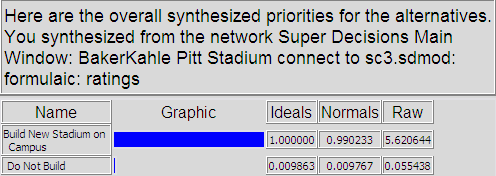 Here are the overall synthesized priorities for the alternatives.
You synthesized from the network Super Decisions Main
Window: BakerKahle Pitt Stadium connect to sc3.sdmod:
formulaic: ratings
Name Graphic Ideals Normals Raw
Build New Stadium on
Campus
1.000000 0.990233 5.620644
Do Not Build 0.009863 0.009767 0.055438